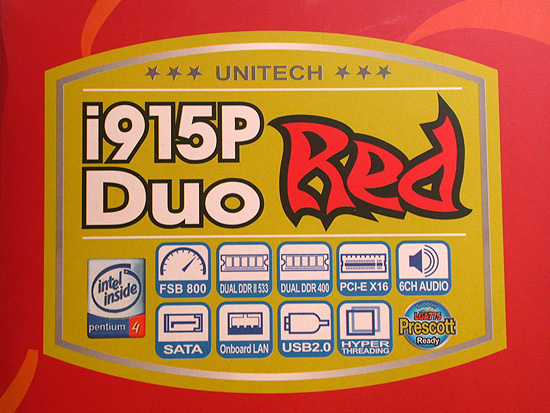 ★★★ UNITECH ★★★
i915P
Duo
Red
intel
inside
pentium 4
FSB 800
DUAL DDR II 533
DUAL DDR 400
PCI-E X16
6CH AUDIO
SATA
Onboard LAN
USB2.0
HYPER
THREADING
LGA775
Prescott
Ready